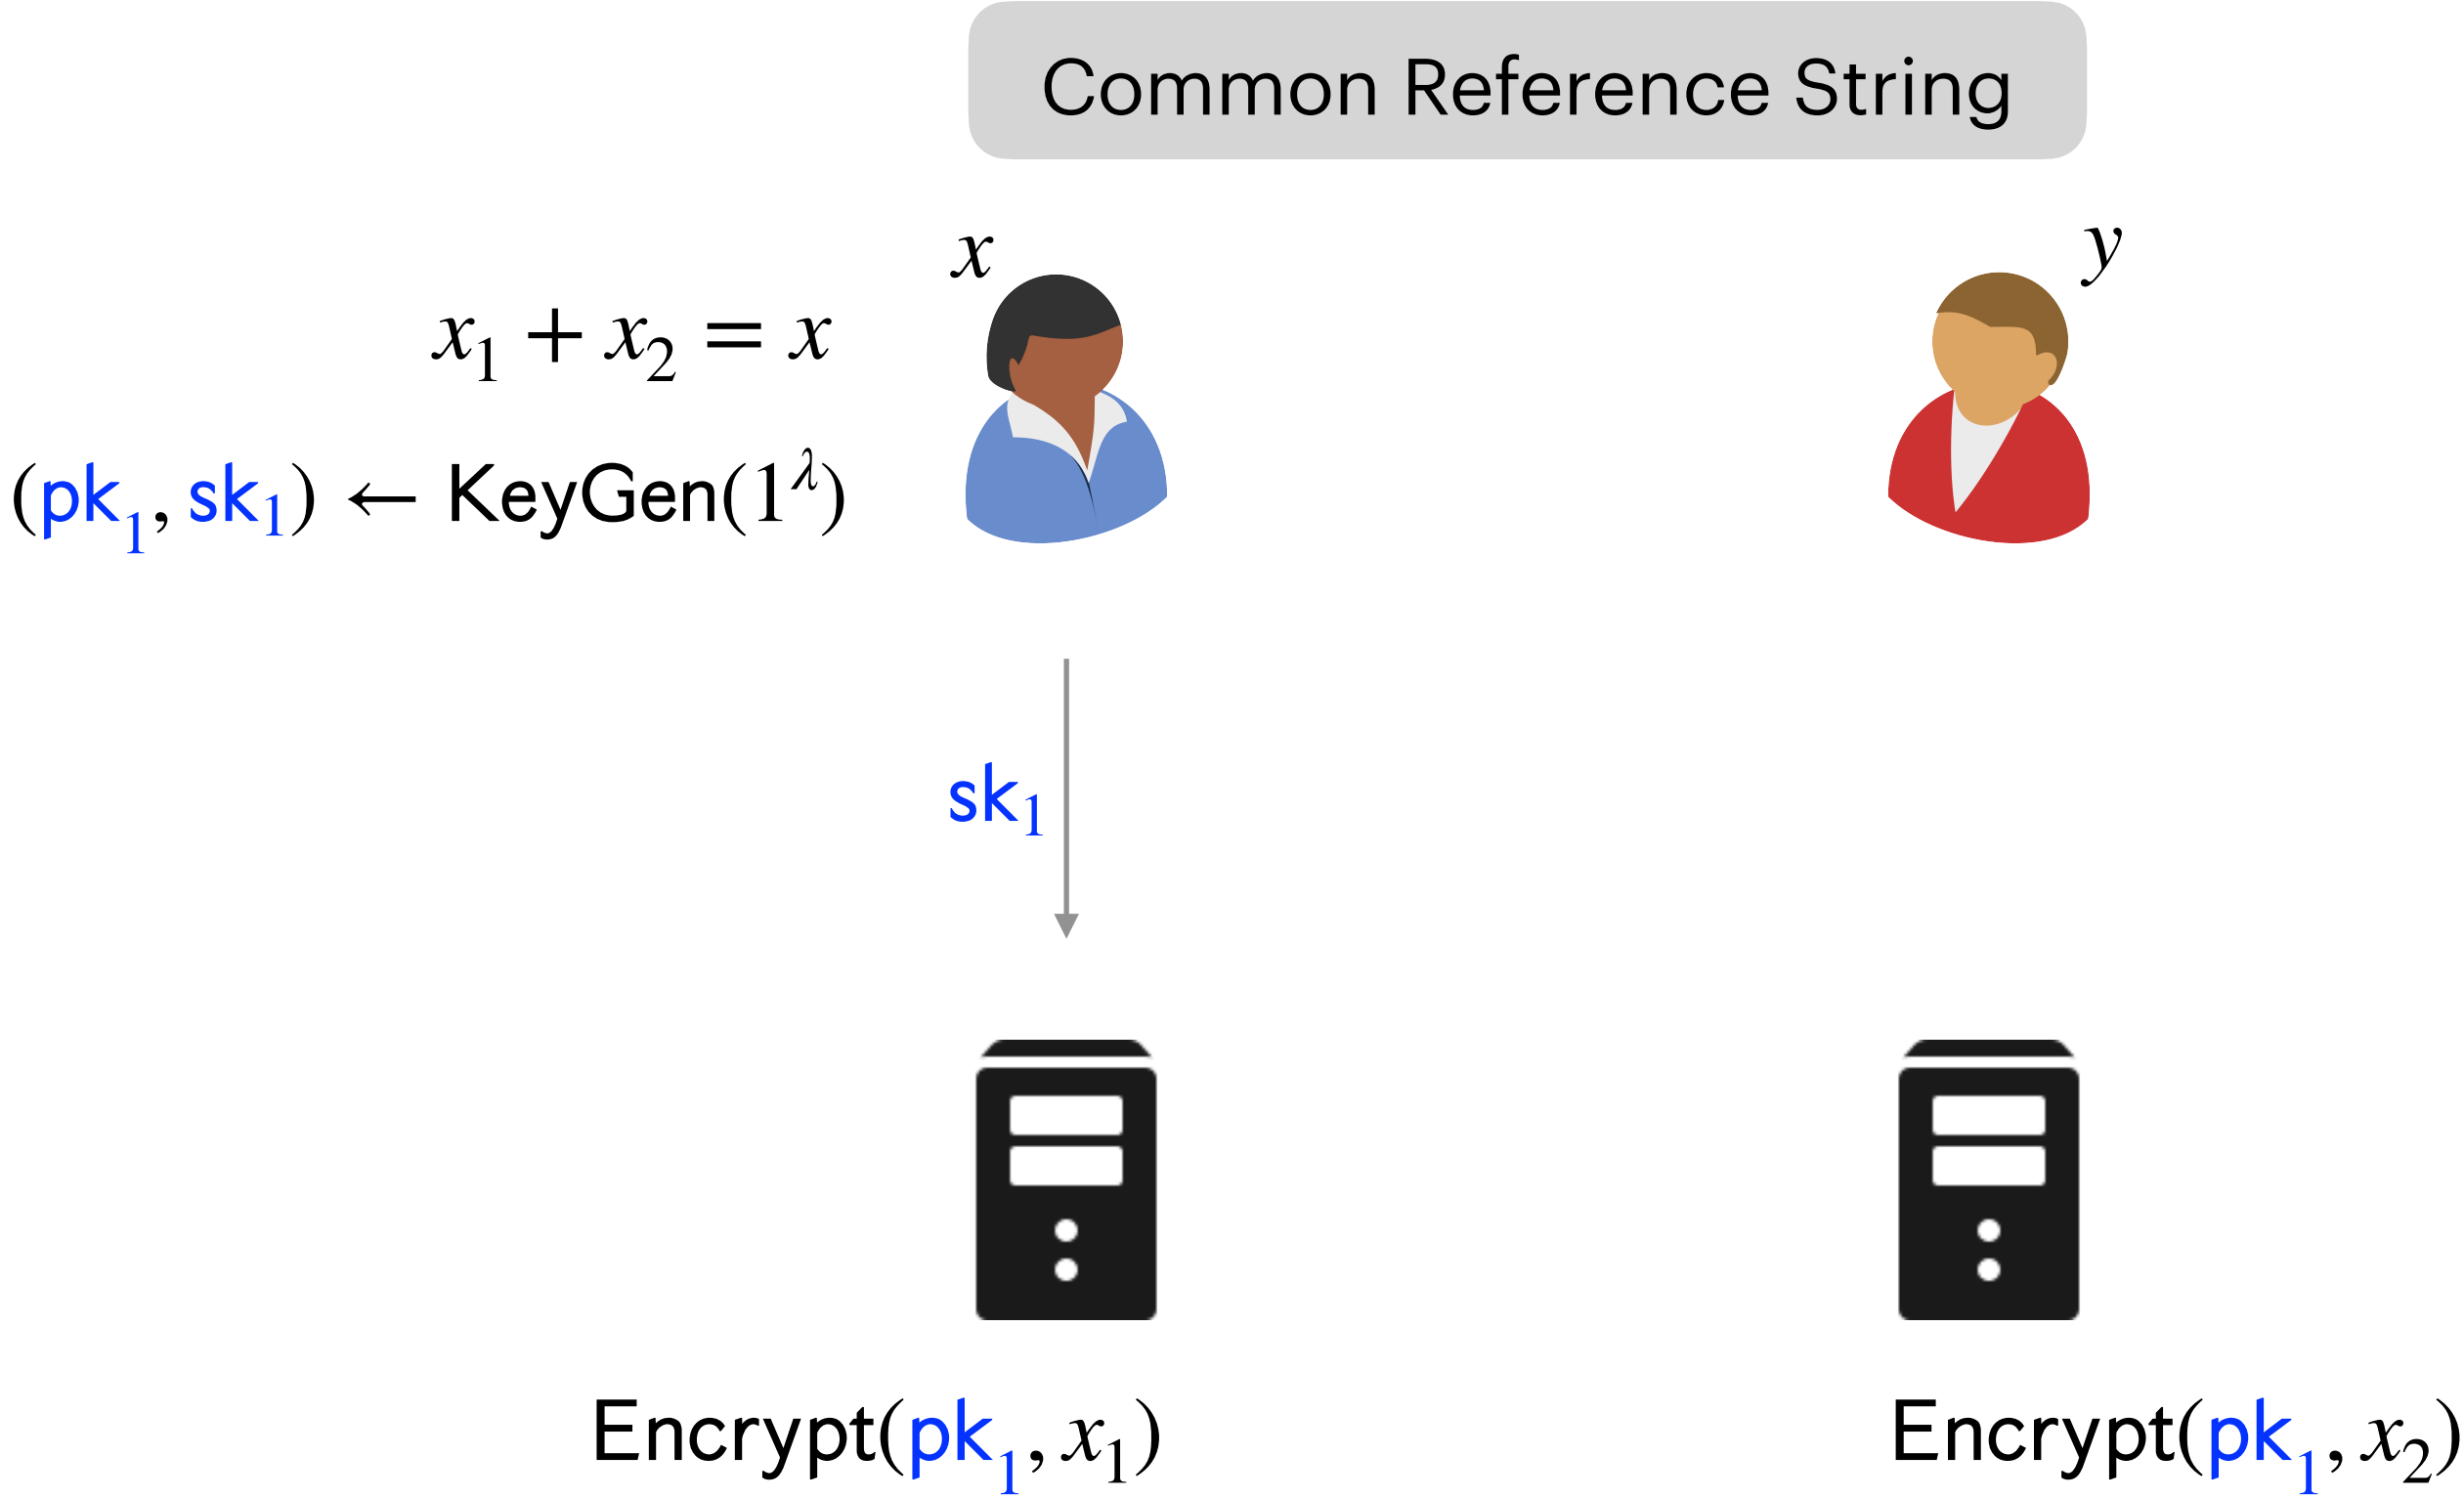 Common Reference String
x y
x₁ + x₂ = x
(pk₁, sk₁) ← KeyGen(1^λ)
sk₁
Encrypt(pk₁, x₁) Encrypt(pk₁, x₂)